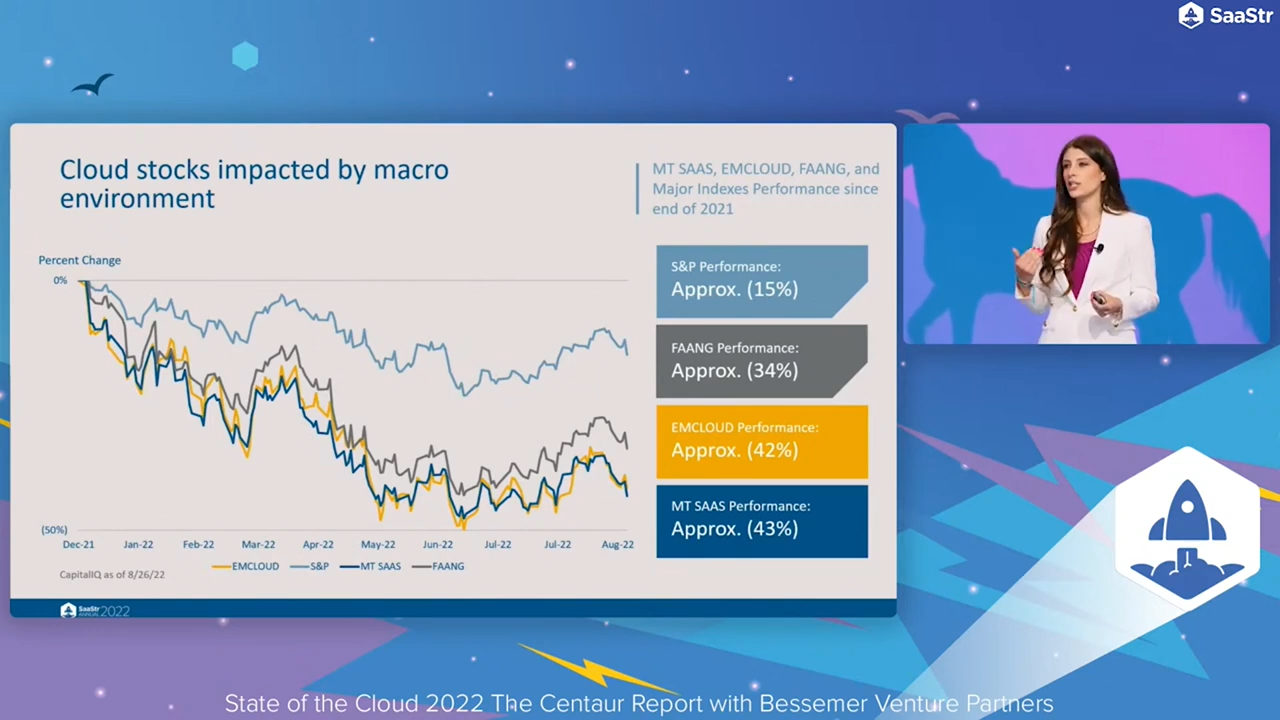 SaaStr
Cloud stocks impacted by macro
environment
MT SAAS, EMCLOUD, FAANG, and
Major Indexes Performance since
end of 2021
Percent Change
0%
(50%)
Dec-21 Jan-22 Feb-22 Mar-22 Apr-22 May-22 Jun-22 Jul-22 Jul-22 Aug-22
EMCLOUD S&P MT SAAS FAANG
CapitalIQ as of 8/26/22
S&P Performance:
Approx. (15%)
FAANG Performance:
Approx. (34%)
EMCLOUD Performance:
Approx. (42%)
MT SAAS Performance:
Approx. (43%)
SaaStr
ANNUAL 2022
State of the Cloud 2022 The Centaur Report with Bessemer Venture Partners